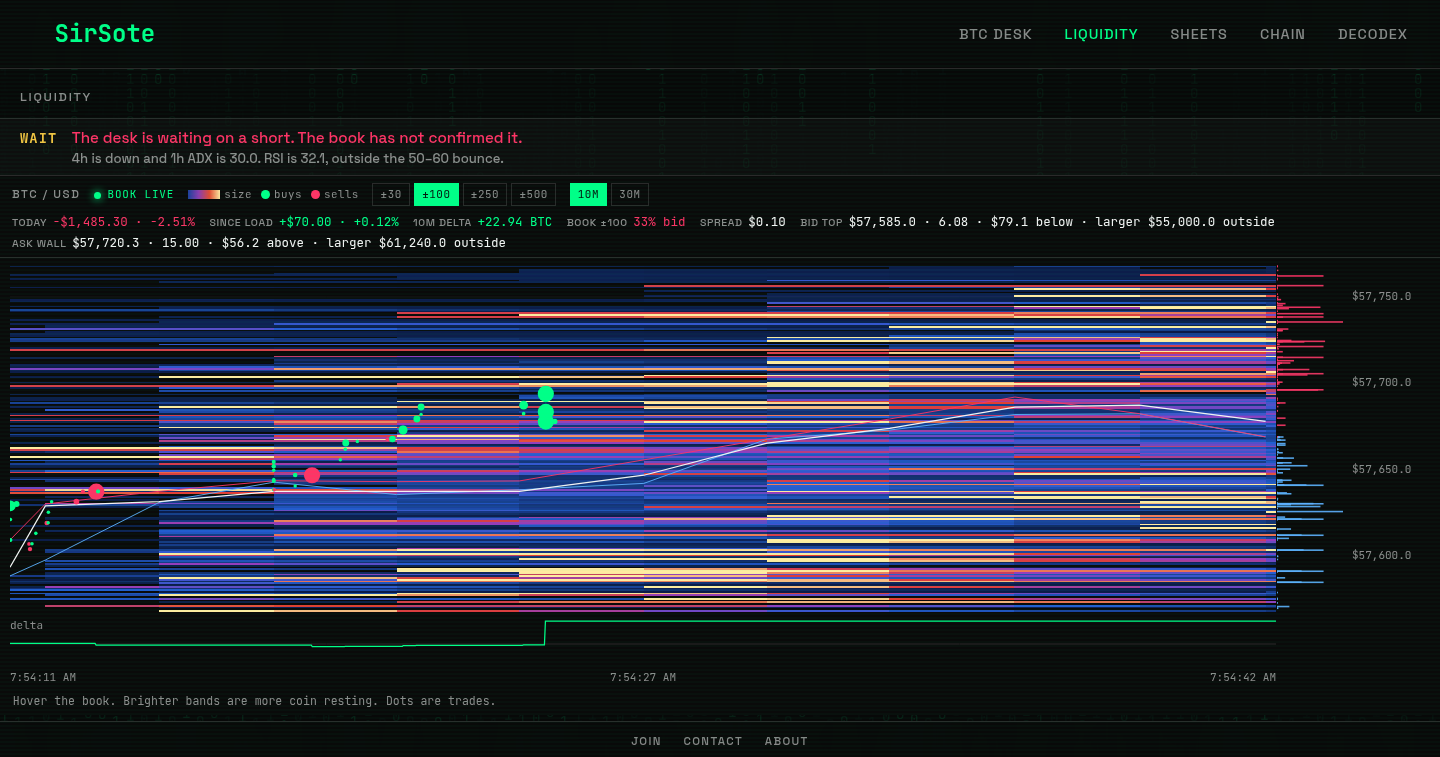 SirSote
BTC DESK LIQUIDITY SHEETS CHAIN DECODEX
LIQUIDITY
WAIT The desk is waiting on a short. The book has not confirmed it.
4h is down and 1h ADX is 30.0. RSI is 32.1, outside the 50–60 bounce.
BTC / USD BOOK LIVE size buys sells ±30 ±100 ±250 ±500 10M 30M
TODAY -$1,485.30 · -2.51% SINCE LOAD +$70.00 · +0.12% 10M DELTA +22.94 BTC BOOK ±100 33% bid SPREAD $0.10 BID TOP $57,585.0 · 6.08 · $79.1 below · larger $55,000.0 outside
ASK WALL $57,720.3 · 15.00 · $56.2 above · larger $61,240.0 outside
$57,750.0
$57,700.0
$57,650.0
$57,600.0
delta
7:54:11 AM 7:54:27 AM 7:54:42 AM
Hover the book. Brighter bands are more coin resting. Dots are trades.
JOIN CONTACT ABOUT